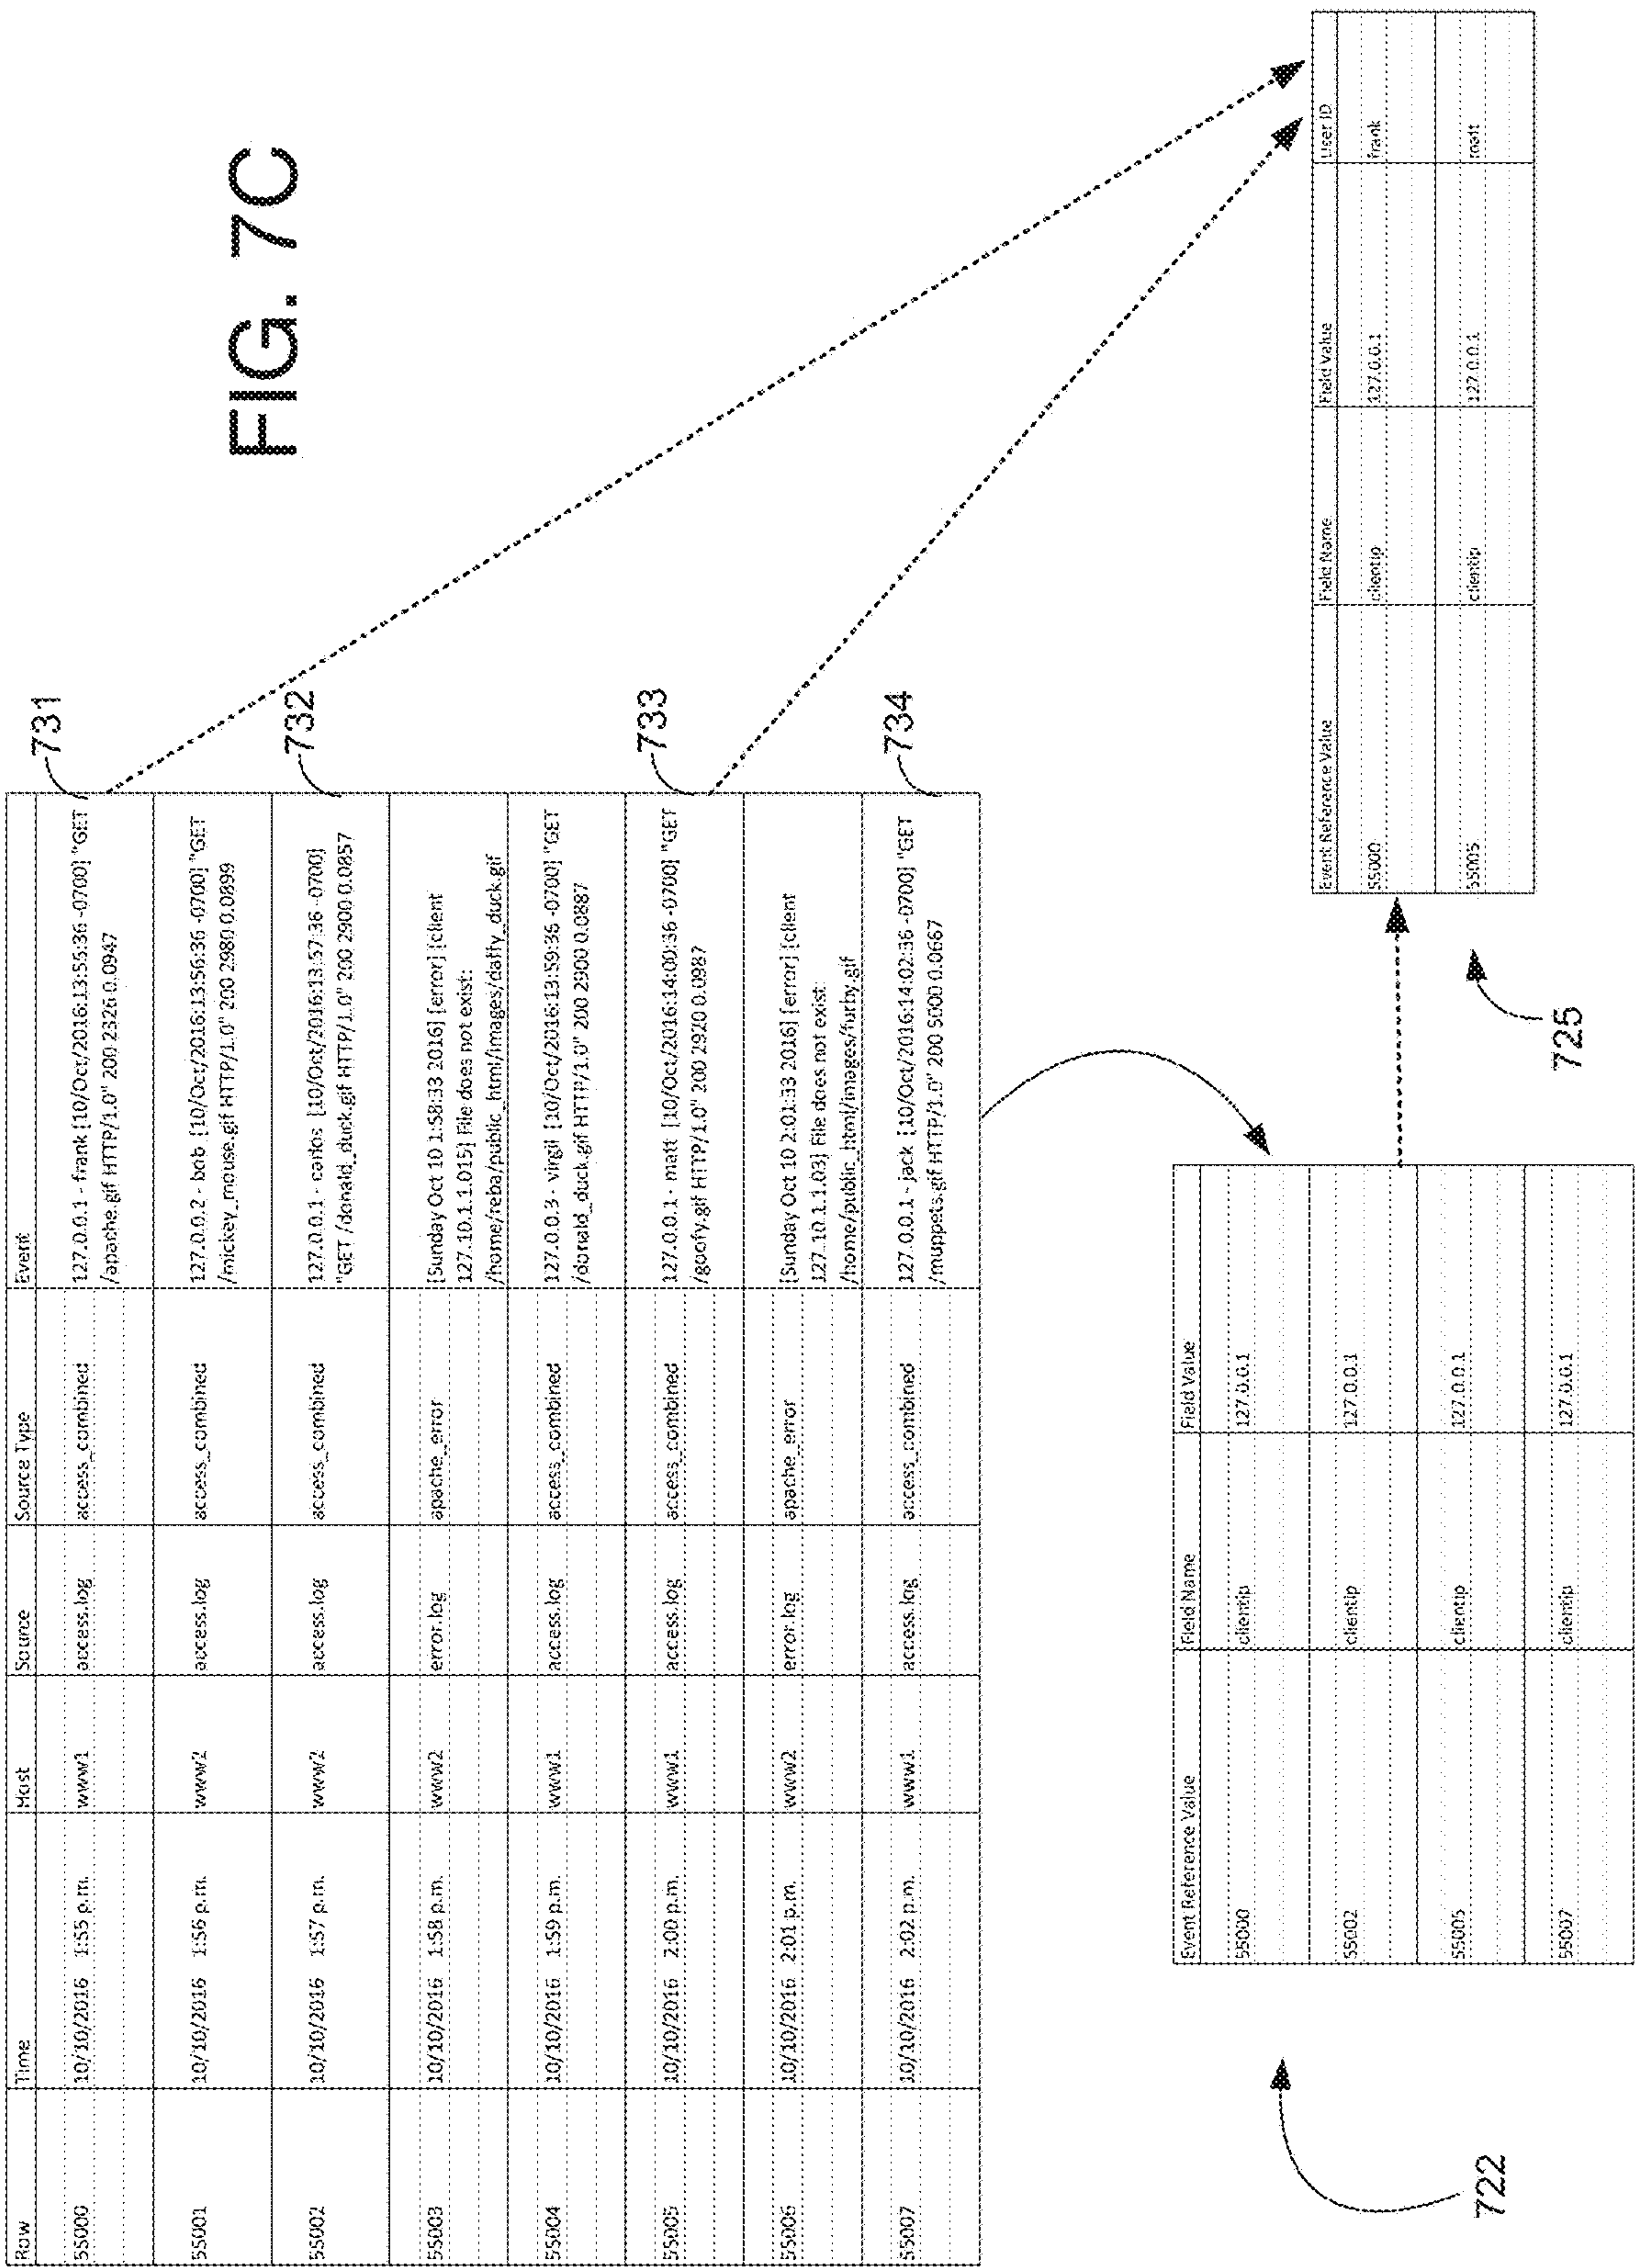 FIG. 7C
Row Time Host Source Source Type Event
55000 10/10/2016 1:55 p.m. www1 access.log access_combined 127.0.0.1 - frank [10/Oct/2016:13:55:36 -0700] "GET
/apache.gif HTTP/1.0" 200 2326 0.0947
731
55001 10/10/2016 1:56 p.m. www2 access.log access_combined 127.0.0.2 - bob [10/Oct/2016:13:56:36 -0700] "GET
/mickey_mouse.gif HTTP/1.0" 200 2980 0.0899
55002 10/10/2016 1:57 p.m. www2 access.log access_combined 127.0.0.1 - carlos [10/Oct/2016:13:57:36 -0700]
"GET /donald_duck.gif HTTP/1.0" 200 2900 0.0857
732
55003 10/10/2016 1:58 p.m. www2 error.log apache_error [Sunday Oct 10 1:58:33 2016] [error] [client
127.10.1.1.015] File does not exist:
/home/reba/public_html/images/daffy_duck.gif
55004 10/10/2016 1:59 p.m. www1 access.log access_combined 127.0.0.3 - virgil [10/Oct/2016:13:59:36 -0700] "GET
/donald_duck.gif HTTP/1.0" 200 2900 0.0887
55005 10/10/2016 2:00 p.m. www1 access.log access_combined 127.0.0.1 - matt [10/Oct/2016:14:00:36 -0700] "GET
/goofy.gif HTTP/1.0" 200 2920 0.0987
733
55006 10/10/2016 2:01 p.m. www2 error.log apache_error [Sunday Oct 10 2:01:33 2016] [error] [client
127.10.1.1.03] File does not exist:
/home/public_html/images/furby.gif
55007 10/10/2016 2:02 p.m. www1 access.log access_combined 127.0.0.1 - jack [10/Oct/2016:14:02:36 -0700] "GET
/muppets.gif HTTP/1.0" 200 5000 0.0667
734
722
Event Reference Value Field Name Field Value
55000 clientip 127.0.0.1
55002 clientip 127.0.0.1
55005 clientip 127.0.0.1
55007 clientip 127.0.0.1
725
Event Reference Value Field Name Field Value User ID
55000 clientip 127.0.0.1 frank
55005 clientip 127.0.0.1 matt